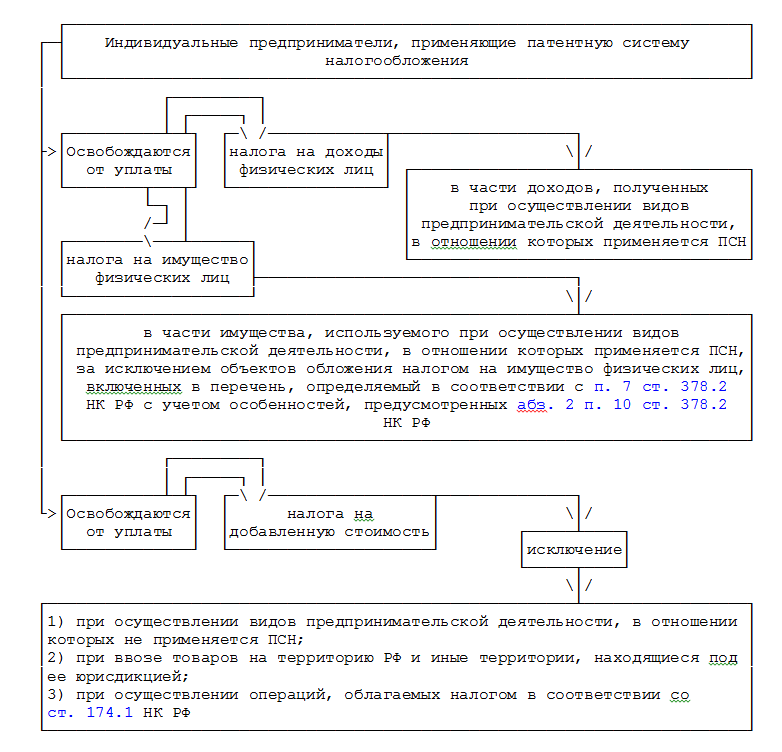 Индивидуальные предприниматели, применяющие патентную систему
налогообложения
Освобождаются
от уплаты
налога на доходы
физических лиц
в части доходов, полученных
при осуществлении видов
предпринимательской деятельности,
в отношении которых применяется ПСН
налога на имущество
физических лиц
в части имущества, используемого при осуществлении видов
предпринимательской деятельности, в отношении которых применяется ПСН,
за исключением объектов обложения налогом на имущество физических лиц,
включенных в перечень, определяемый в соответствии с п. 7 ст. 378.2
НК РФ с учетом особенностей, предусмотренных абз. 2 п. 10 ст. 378.2
НК РФ
Освобождаются
от уплаты
налога на
добавленную стоимость
исключение
1) при осуществлении видов предпринимательской деятельности, в отношении
которых не применяется ПСН;
2) при ввозе товаров на территорию РФ и иные территории, находящиеся под
ее юрисдикцией;
3) при осуществлении операций, облагаемых налогом в соответствии со
ст. 174.1 НК РФ